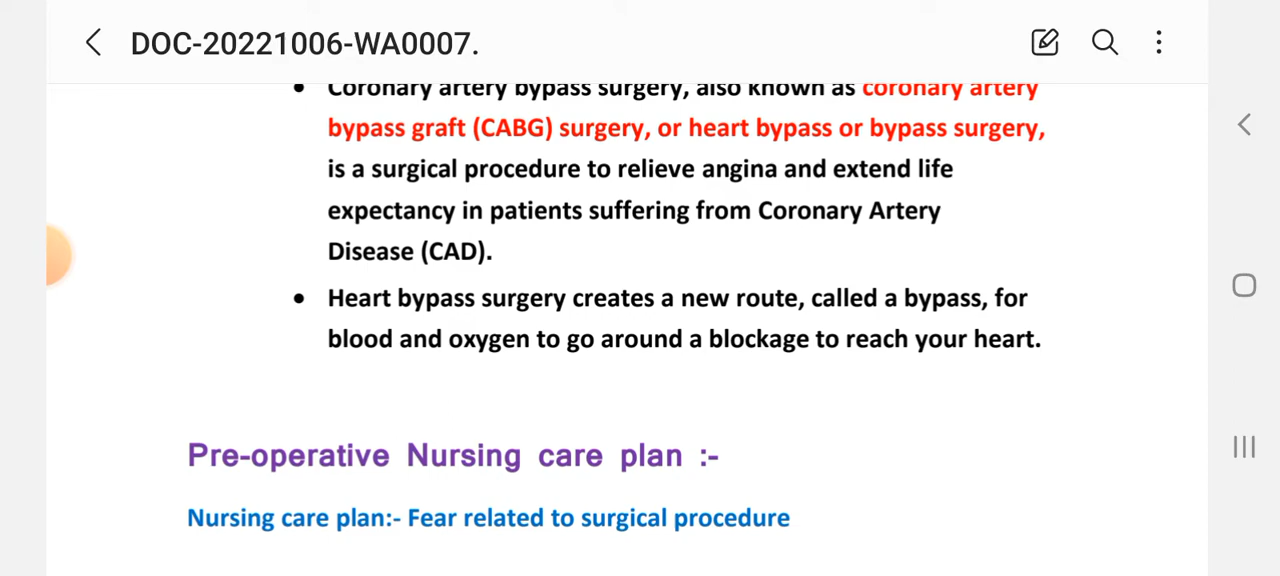 DOC-20221006-WA0007.
• Coronary artery bypass surgery, also known as coronary artery
bypass graft (CABG) surgery, or heart bypass or bypass surgery,
is a surgical procedure to relieve angina and extend life
expectancy in patients suffering from Coronary Artery
Disease (CAD).
• Heart bypass surgery creates a new route, called a bypass, for
blood and oxygen to go around a blockage to reach your heart.
Pre-operative Nursing care plan :-
Nursing care plan:- Fear related to surgical procedure